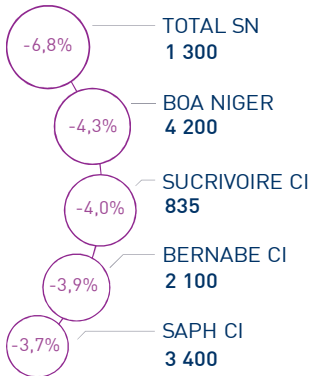 -6,8%
TOTAL SN
1 300
-4,3%
BOA NIGER
4 200
-4,0%
SUCRIVOIRE CI
835
-3,9%
BERNABE CI
2 100
-3,7%
SAPH CI
3 400